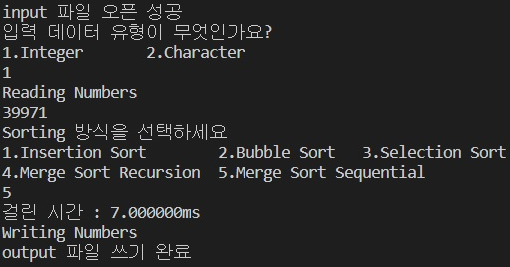 input 파일 오픈 성공
입력 데이터 유형이 무엇인가요?
1.Integer 2.Character
1
Reading Numbers
39971
Sorting 방식을 선택하세요
1.Insertion Sort 2.Bubble Sort 3.Selection Sort
4.Merge Sort Recursion 5.Merge Sort Sequential
5
걸린 시간 : 7.000000ms
Writing Numbers
output 파일 쓰기 완료